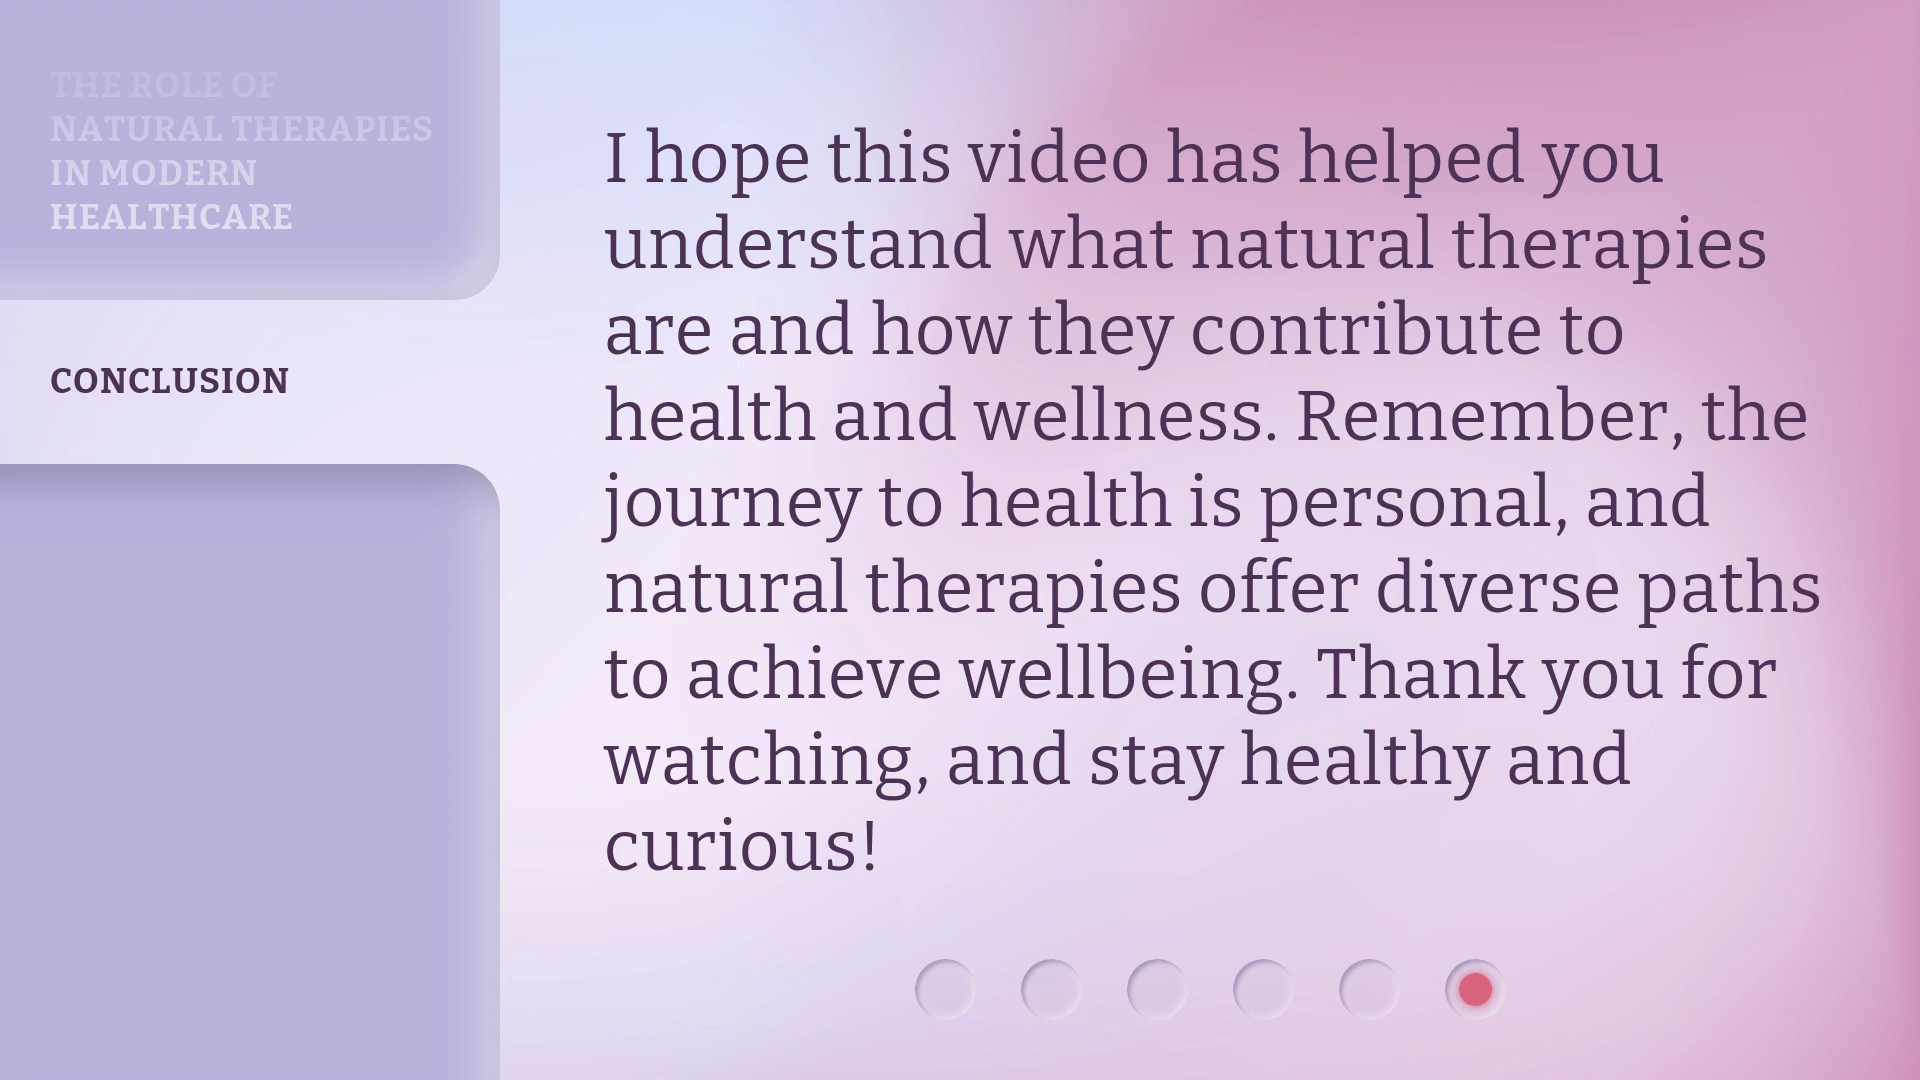 THE ROLE OF
NATURAL THERAPIES
IN MODERN
HEALTHCARE
CONCLUSION
I hope this video has helped you
understand what natural therapies
are and how they contribute to
health and wellness. Remember, the
journey to health is personal, and
natural therapies offer diverse paths
to achieve wellbeing. Thank you for
watching, and stay healthy and
curious!